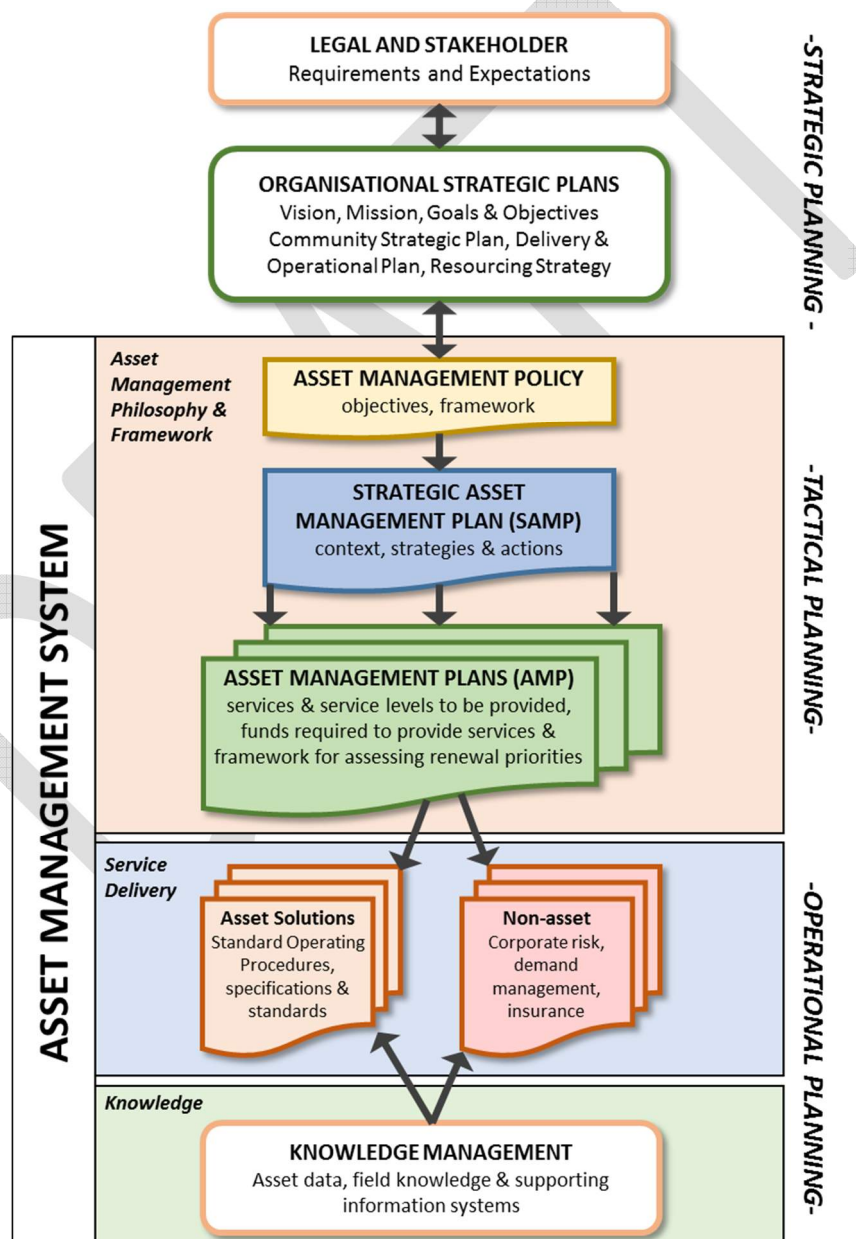 LEGAL AND STAKEHOLDER
Requirements and Expectations
ORGANISATIONAL STRATEGIC PLANS
Vision, Mission, Goals & Objectives
Community Strategic Plan, Delivery &
Operational Plan, Resourcing Strategy
-STRATEGIC PLANNING -
ASSET MANAGEMENT SYSTEM
Asset
Management
Philosophy &
Framework
ASSET MANAGEMENT POLICY
objectives, framework
STRATEGIC ASSET
MANAGEMENT PLAN (SAMP)
context, strategies & actions
ASSET MANAGEMENT PLANS (AMP)
services & service levels to be provided,
funds required to provide services &
framework for assessing renewal priorities
-TACTICAL PLANNING-
Service
Delivery
Asset Solutions
Standard Operating
Procedures,
specifications &
standards
Non-asset
Corporate risk,
demand
management,
insurance
-OPERATIONAL PLANNING-
Knowledge
KNOWLEDGE MANAGEMENT
Asset data, field knowledge & supporting
information systems